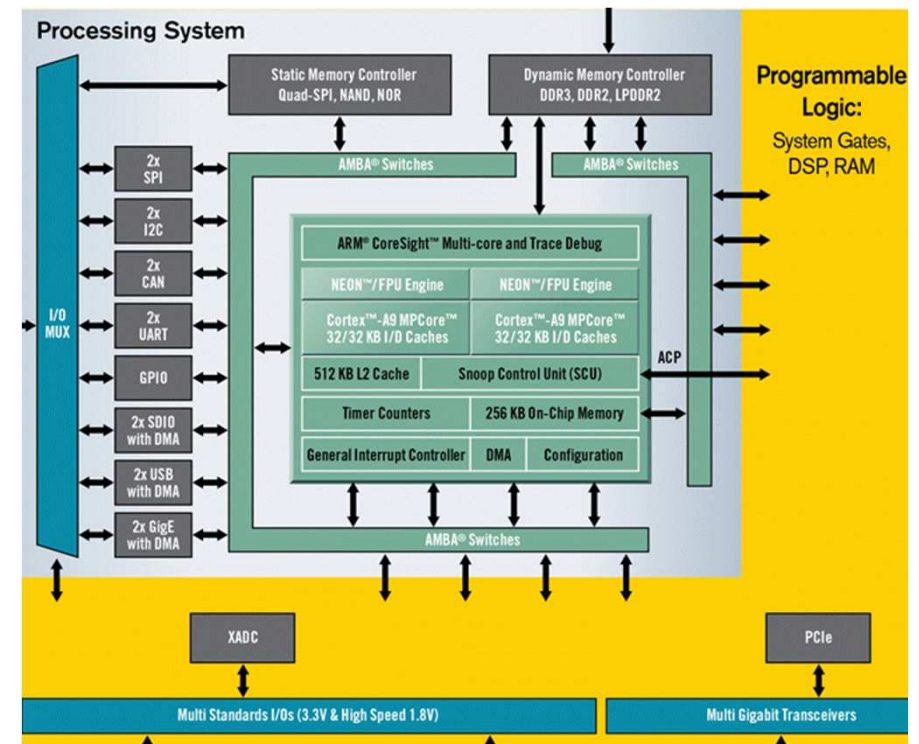 Processing System
Static Memory Controller
Quad-SPI, NAND, NOR
Dynamic Memory Controller
DDR3, DDR2, LPDDR2
Programmable
Logic:
System Gates,
DSP, RAM
AMBA® Switches
AMBA® Switches
2x
SPI
2x
I2C
2x
CAN
2x
UART
GPIO
2x SDIO
with DMA
2x USB
with DMA
2x GigE
with DMA
I/O
MUX
ARM® CoreSight™ Multi-core and Trace Debug
NEON™/FPU Engine
NEON™/FPU Engine
Cortex™-A9 MPCore™
32/32 KB I/D Caches
Cortex™-A9 MPCore™
32/32 KB I/D Caches
512 KB L2 Cache
Snoop Control Unit (SCU)
Timer Counters
256 KB On-Chip Memory
General Interrupt Controller
DMA
Configuration
ACP
AMBA® Switches
XADC
PCIe
Multi Standards I/Os (3.3V & High Speed 1.8V)
Multi Gigabit Transceivers